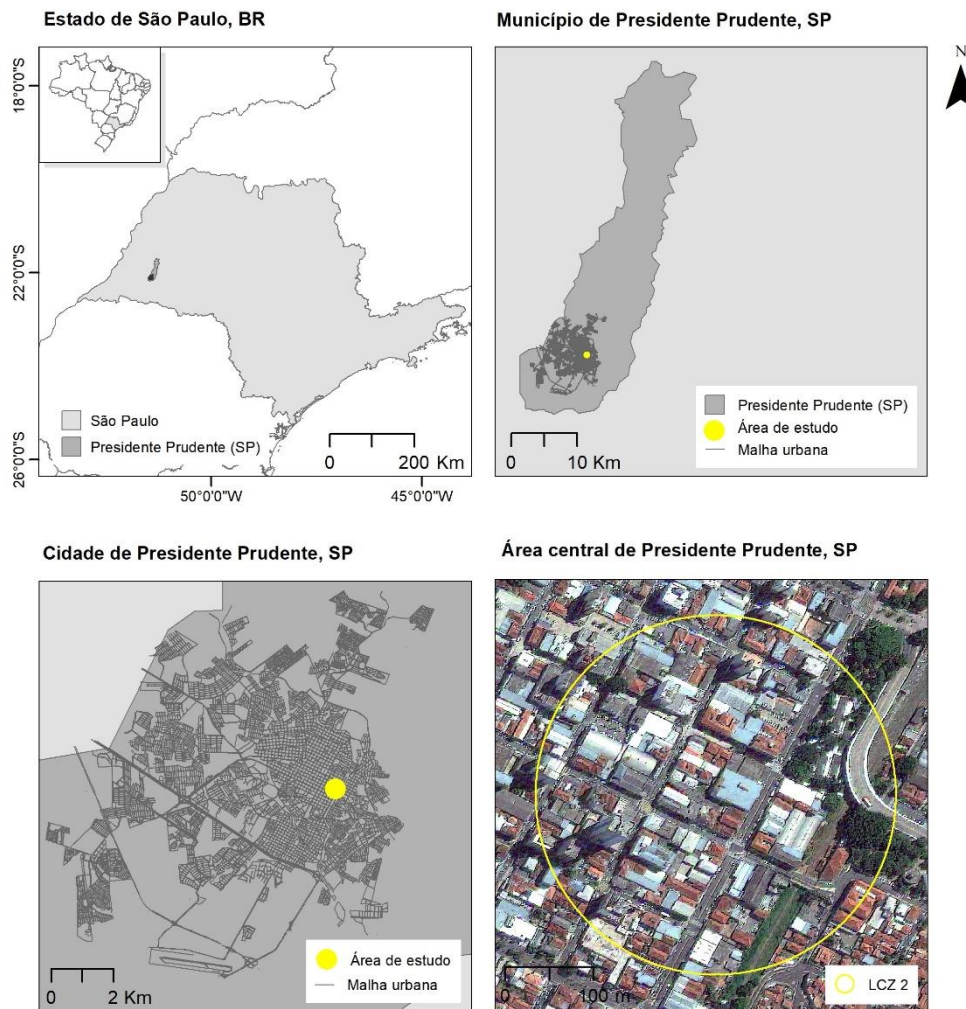 Estado de São Paulo, BR
Município de Presidente Prudente, SP
N
18°0'0"S
22°0'0"S
26°0'0"S
São Paulo
Presidente Prudente (SP)
0 200 Km
50°0'0"W 45°0'0"W
Presidente Prudente (SP)
Área de estudo
Malha urbana
0 10 Km
Cidade de Presidente Prudente, SP
Área central de Presidente Prudente, SP
Área de estudo
Malha urbana
0 2 Km
0 100 m
LCZ 2